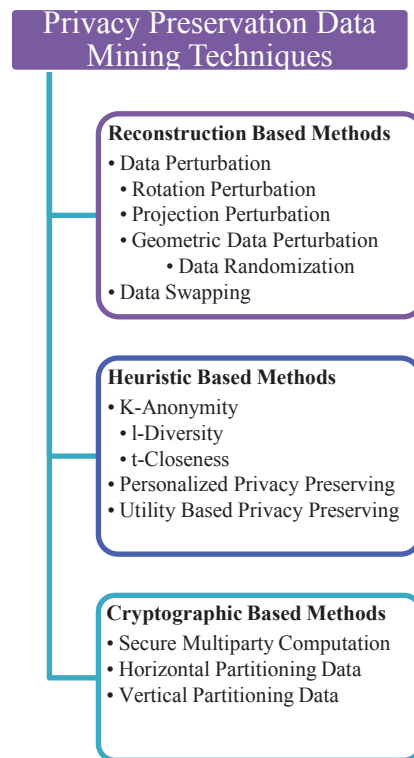 Privacy Preservation Data
Mining Techniques
Reconstruction Based Methods
• Data Perturbation
• Rotation Perturbation
• Projection Perturbation
• Geometric Data Perturbation
• Data Randomization
• Data Swapping
Heuristic Based Methods
• K-Anonymity
• l-Diversity
• t-Closeness
• Personalized Privacy Preserving
• Utility Based Privacy Preserving
Cryptographic Based Methods
• Secure Multiparty Computation
• Horizontal Partitioning Data
• Vertical Partitioning Data